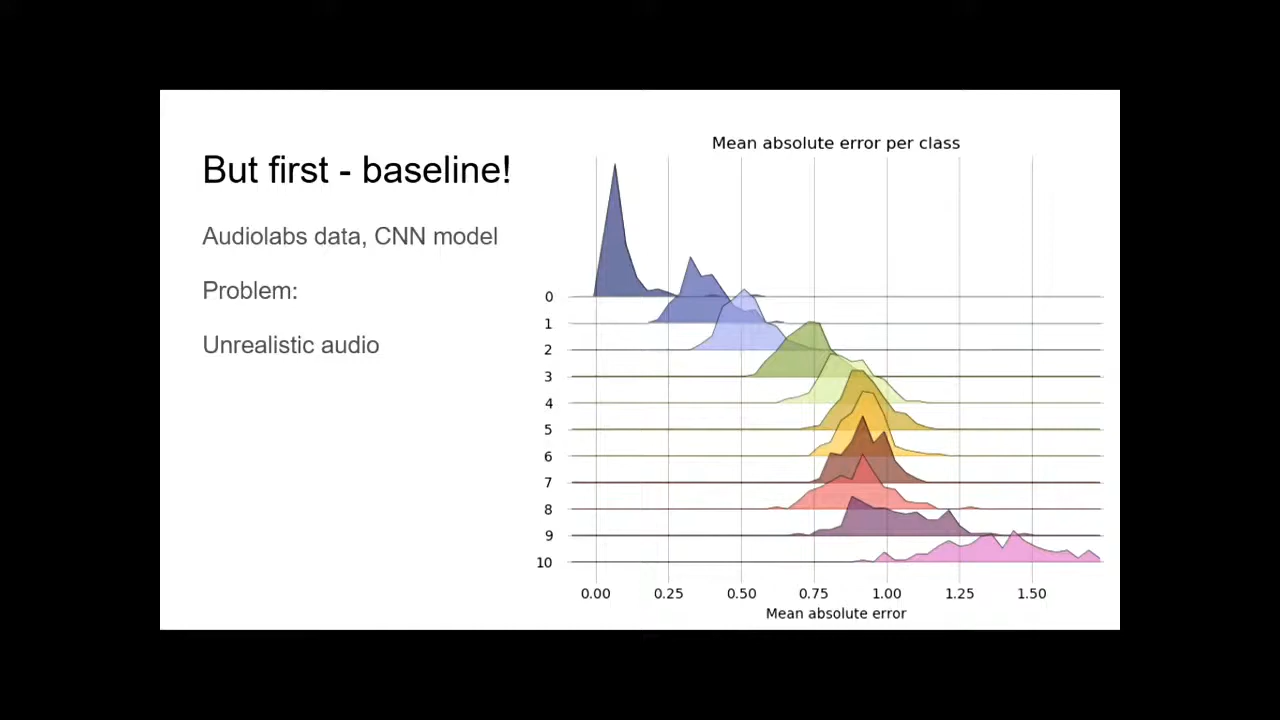 But first - baseline!
Audiolabs data, CNN model
Problem:
Unrealistic audio
Mean absolute error per class
0
1
2
3
4
5
6
7
8
9
10
0.00 0.25 0.50 0.75 1.00 1.25 1.50
Mean absolute error